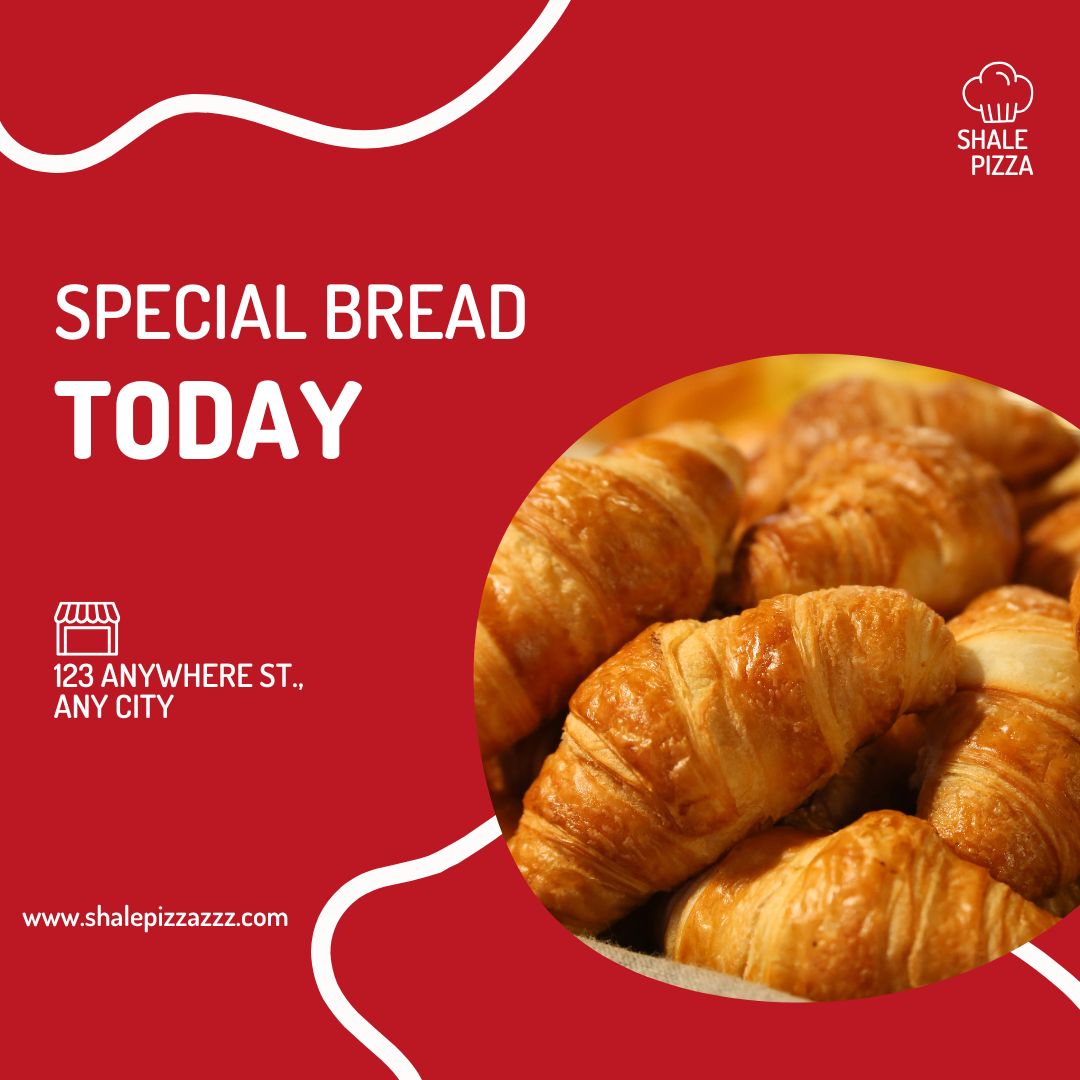 SHALE
PIZZA
SPECIAL BREAD
TODAY
123 ANYWHERE ST.,
ANY CITY
www.shalepizzazzz.com